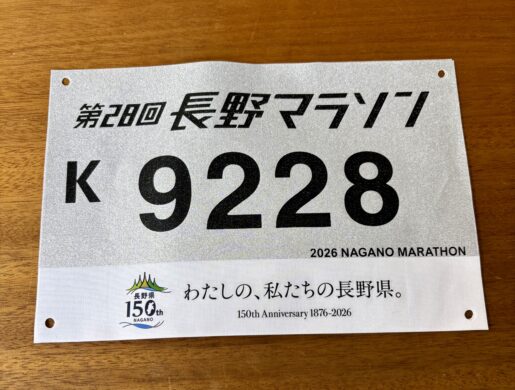 第28回 長野マラソン
K 9228
2026 NAGANO MARATHON
長野県
150th
NAGANO
わたしの、私たちの長野県。
150th Anniversary 1876-2026